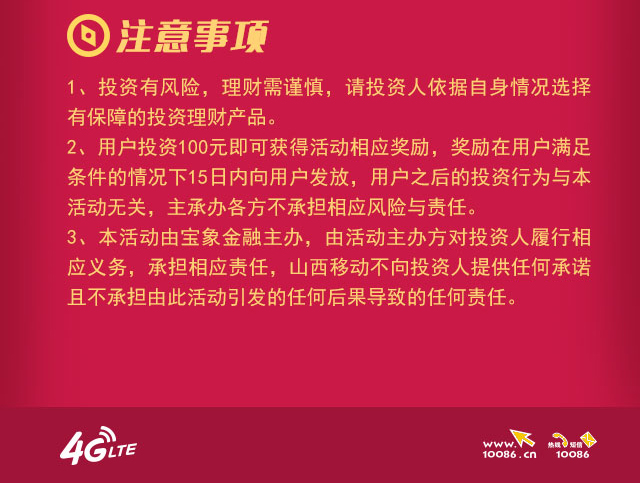 注意事项
1、投资有风险，理财需谨慎，请投资人依据自身情况选择
有保障的投资理财产品。
2、用户投资100元即可获得活动相应奖励，奖励在用户满足
条件的情况下15日内向用户发放，用户之后的投资行为与本
活动无关，主承办各方不承担相应风险与责任。
3、本活动由宝象金融主办，由活动主办方对投资人履行相
应义务，承担相应责任，山西移动不向投资人提供任何承诺
且不承担由此活动引发的任何后果导致的任何责任。
4G LTE
www.
10086.cn
热线 短信
10086